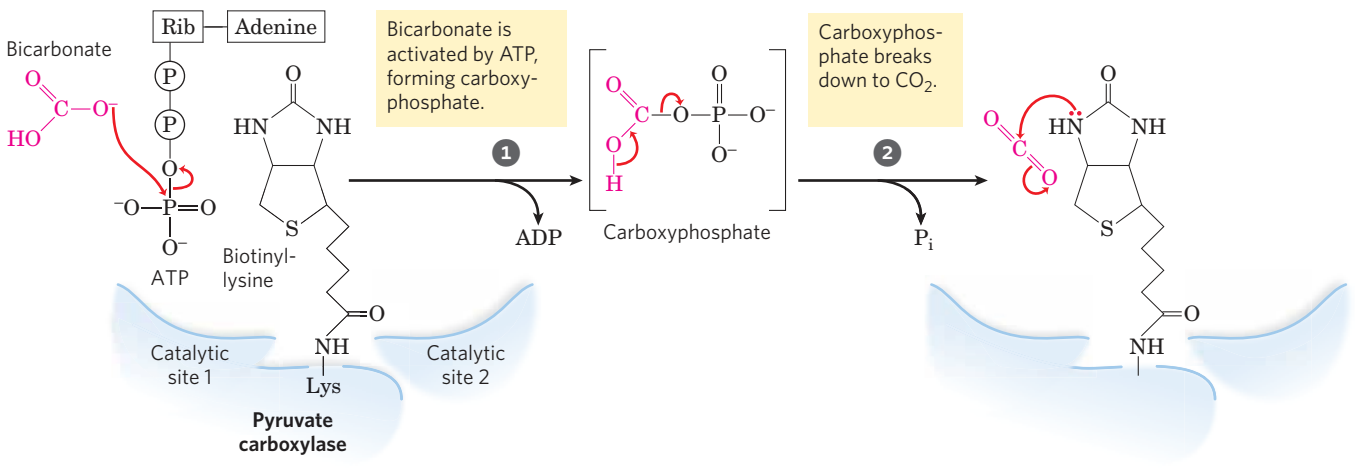 Bicarbonate
O
C
O⁻
HO
Rib
Adenine
P
P
O
⁻O
P
O
O⁻
ATP
O
HN
NH
S
Biotinyl-
lysine
O
NH
Lys
Catalytic
site 1
Catalytic
site 2
Pyruvate
carboxylase
Bicarbonate is
activated by ATP,
forming carboxy-
phosphate.
1
ADP
O
C
O
H
O
O
P
O⁻
O⁻
Carboxyphosphate
Carboxyphos-
phate breaks
down to CO₂.
2
Pᵢ
O
C
O
O
HN
NH
S
O
NH